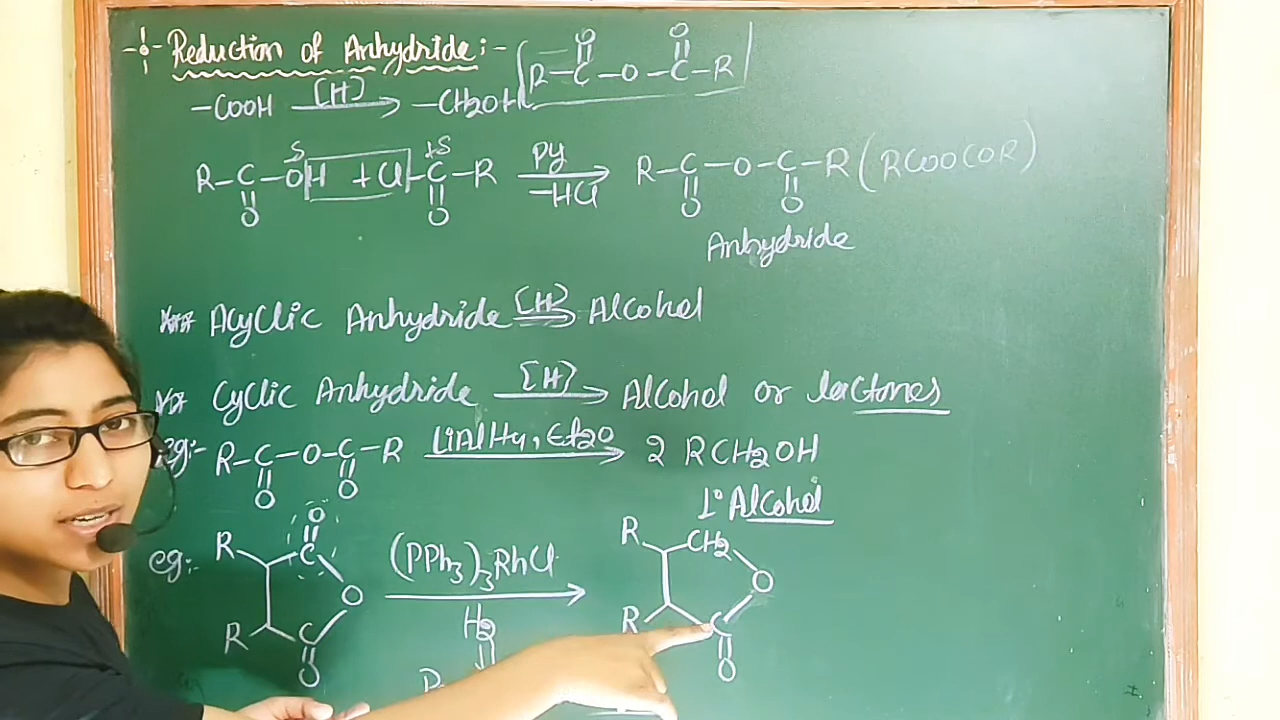 Reduction of Anhydride :-
R-C-O-C-R
O O
-COOH [H] -CH2OH
R-C-OH + Cl-C-R Py -HCl R-C-O-C-R (RCOOCOR)
O O O O
Anhydride
Acyclic Anhydride [H] Alcohol
Cyclic Anhydride [H] Alcohol or lactones
eg:- R-C-O-C-R LiAlH4, Et2O 2 RCH2OH
O O
1° Alcohol
eg:- R R C O O C O (PPh3)3RhCl H2 R R CH2 O C O